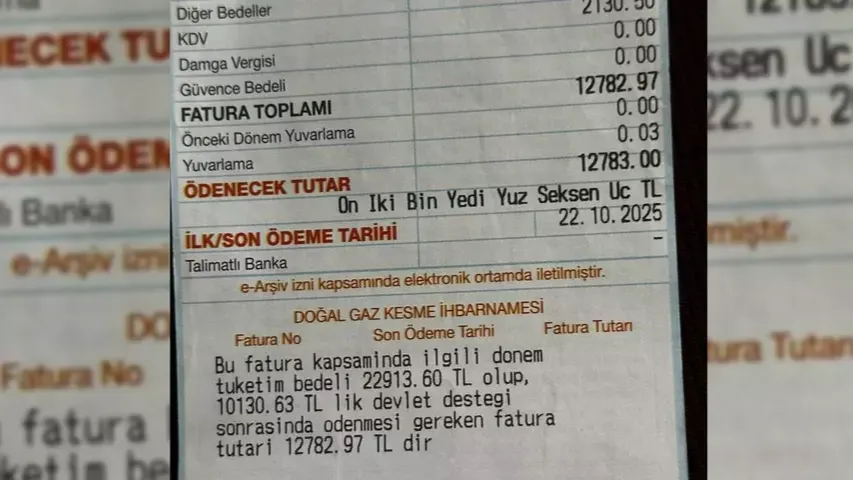 Diğer Bedeller 2130.50
KDV 0.00
Damga Vergisi 0.00
Güvence Bedeli 12782.97
FATURA TOPLAMI 0.00
Önceki Dönem Yuvarlama 0.03
Yuvarlama 12783.00
ÖDENECEK TUTAR
On Iki Bin Yedi Yuz Seksen Uc TL
İLK/SON ÖDEME TARİHİ 22.10.2025
Talimatlı Banka –
e-Arşiv izni kapsamında elektronik ortamda iletilmiştir.
DOĞAL GAZ KESME İHBARNAMESİ
Fatura No Son Ödeme Tarihi Fatura Tutarı
Bu fatura kapsaminda ilgili donem
tuketim bedeli 22913.60 TL olup,
10130.63 TL lik devlet destegi
sonrasinda odenmesi gereken fatura
tutari 12782.97 TL dir